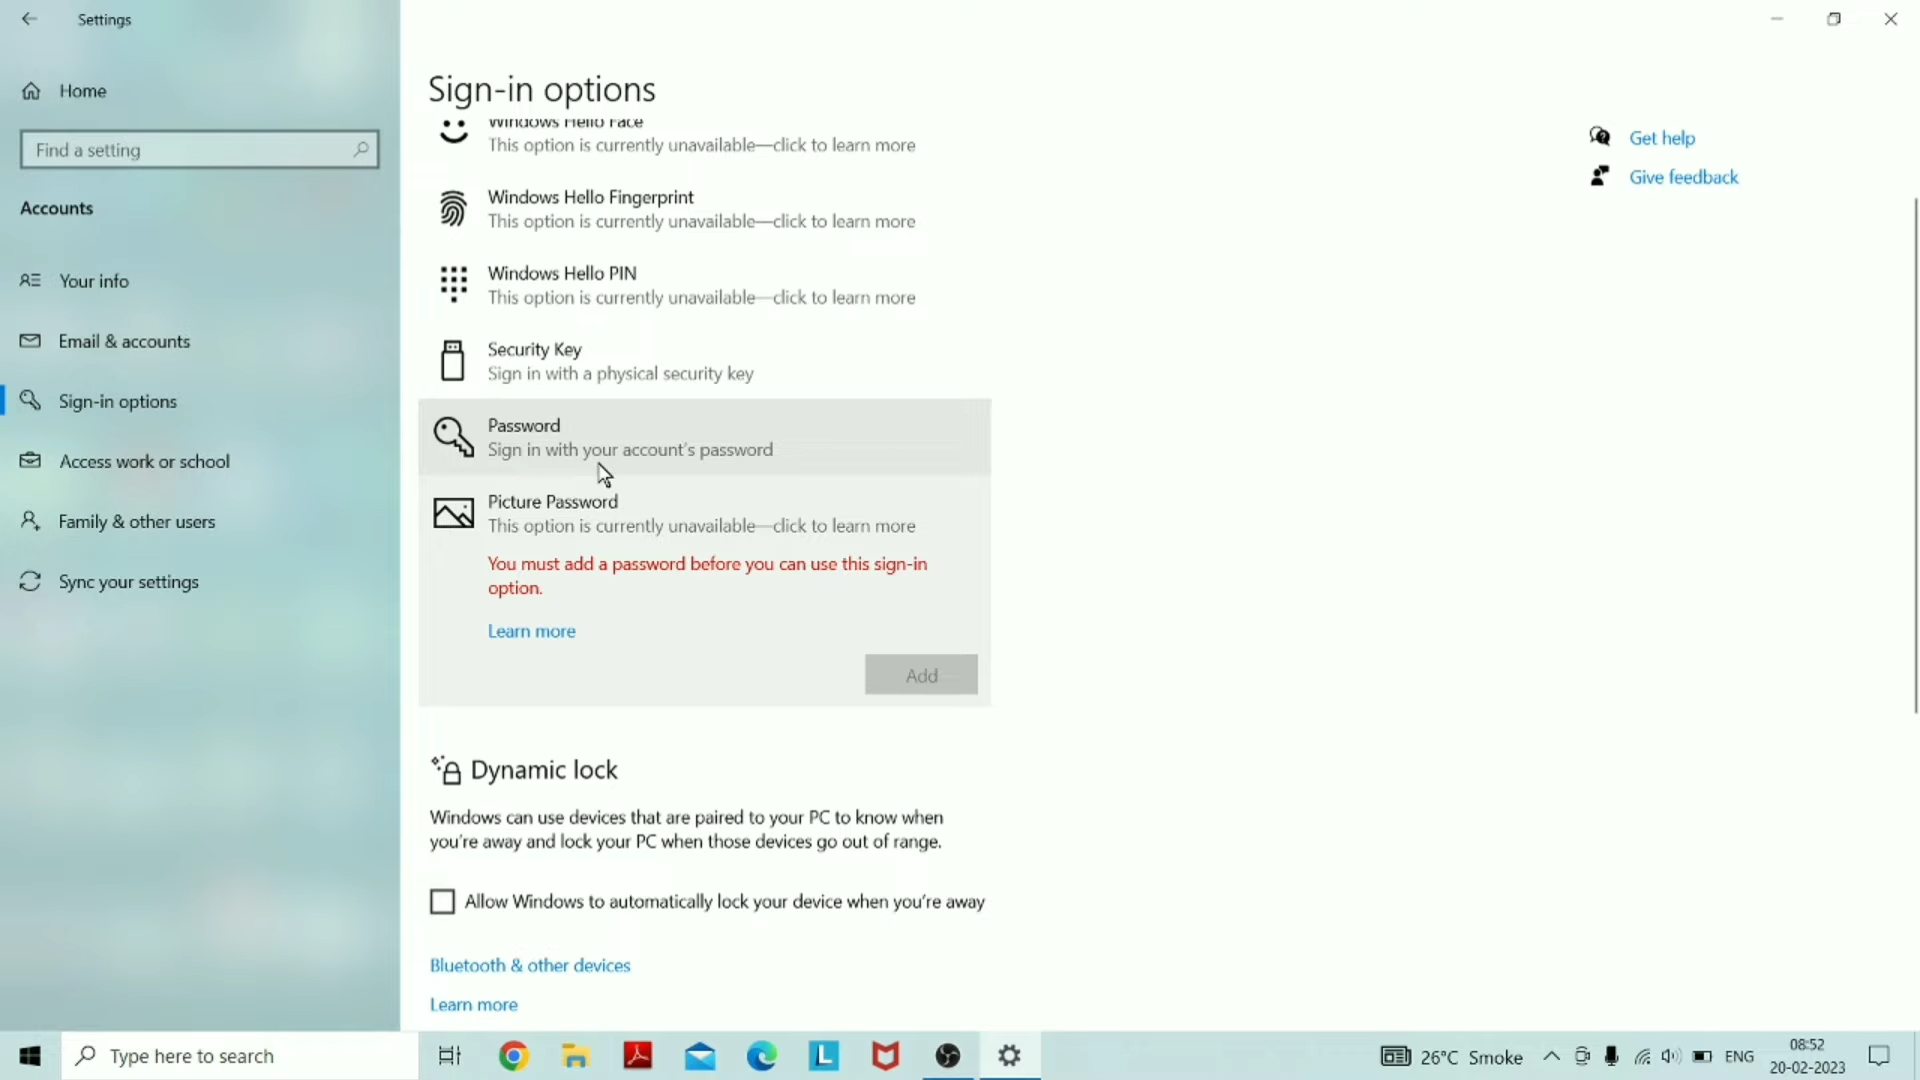 Settings
Home
Find a setting
Accounts
Your info
Email & accounts
Sign-in options
Access work or school
Family & other users
Sync your settings
Sign-in options
Windows Hello Face
This option is currently unavailable—click to learn more
Windows Hello Fingerprint
This option is currently unavailable—click to learn more
Windows Hello PIN
This option is currently unavailable—click to learn more
Security Key
Sign in with a physical security key
Password
Sign in with your account's password
Picture Password
This option is currently unavailable—click to learn more
You must add a password before you can use this sign-in
option.
Learn more
Add
Dynamic lock
Windows can use devices that are paired to your PC to know when
you're away and lock your PC when those devices go out of range.
Allow Windows to automatically lock your device when you're away
Bluetooth & other devices
Learn more
Get help
Give feedback
Type here to search
L
26°C Smoke
ENG
08:52
20-02-2023